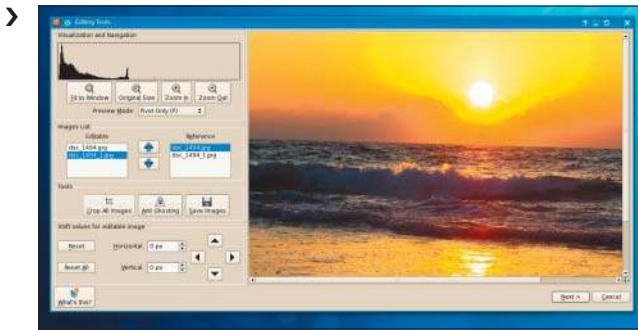 ›
Editing Tools
Visualization and Navigation
Fit to Window
Original Size
Zoom In
Zoom Out
Preview Mode: Pivot Only (P)
Images List
Editable
Reference
dsc_1494.jpg
dsc_1494_1.jpg
dsc_1494.jpg
dsc_1494_1.jpg
Tools
Crop All Images
Anti Ghosting
Save Images
Shift values for editable image
Reset
Horizontal 0 px
Reset All
Vertical 0 px
What's this?
Next >
Cancel